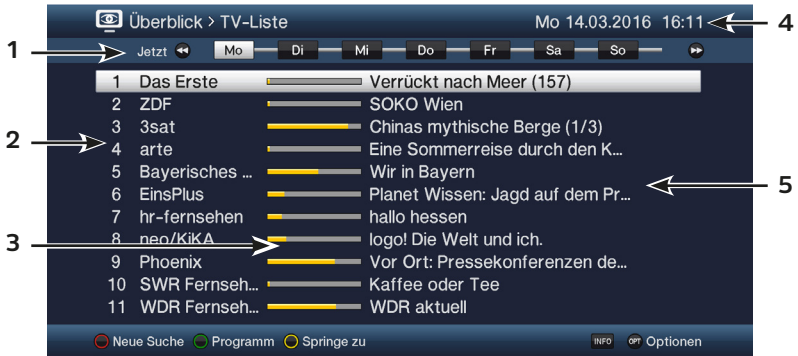 Überblick > TV-Liste Mo 14.03.2016 16:11 4
1 Jetzt Mo Di Mi Do Fr Sa So
1 Das Erste Verrückt nach Meer (157)
2 ZDF SOKO Wien
3 3sat Chinas mythische Berge (1/3)
2 4 arte Eine Sommerreise durch den K...
5 Bayerisches ... Wir in Bayern
6 EinsPlus Planet Wissen: Jagd auf dem Pr... 5
7 hr-fernsehen hallo hessen
3 8 neo/KiKA logo! Die Welt und ich.
9 Phoenix Vor Ort: Pressekonferenzen de...
10 SWR Fernseh... Kaffee oder Tee
11 WDR Fernseh... WDR aktuell
Neue Suche Programm Springe zu INFO OPT Optionen